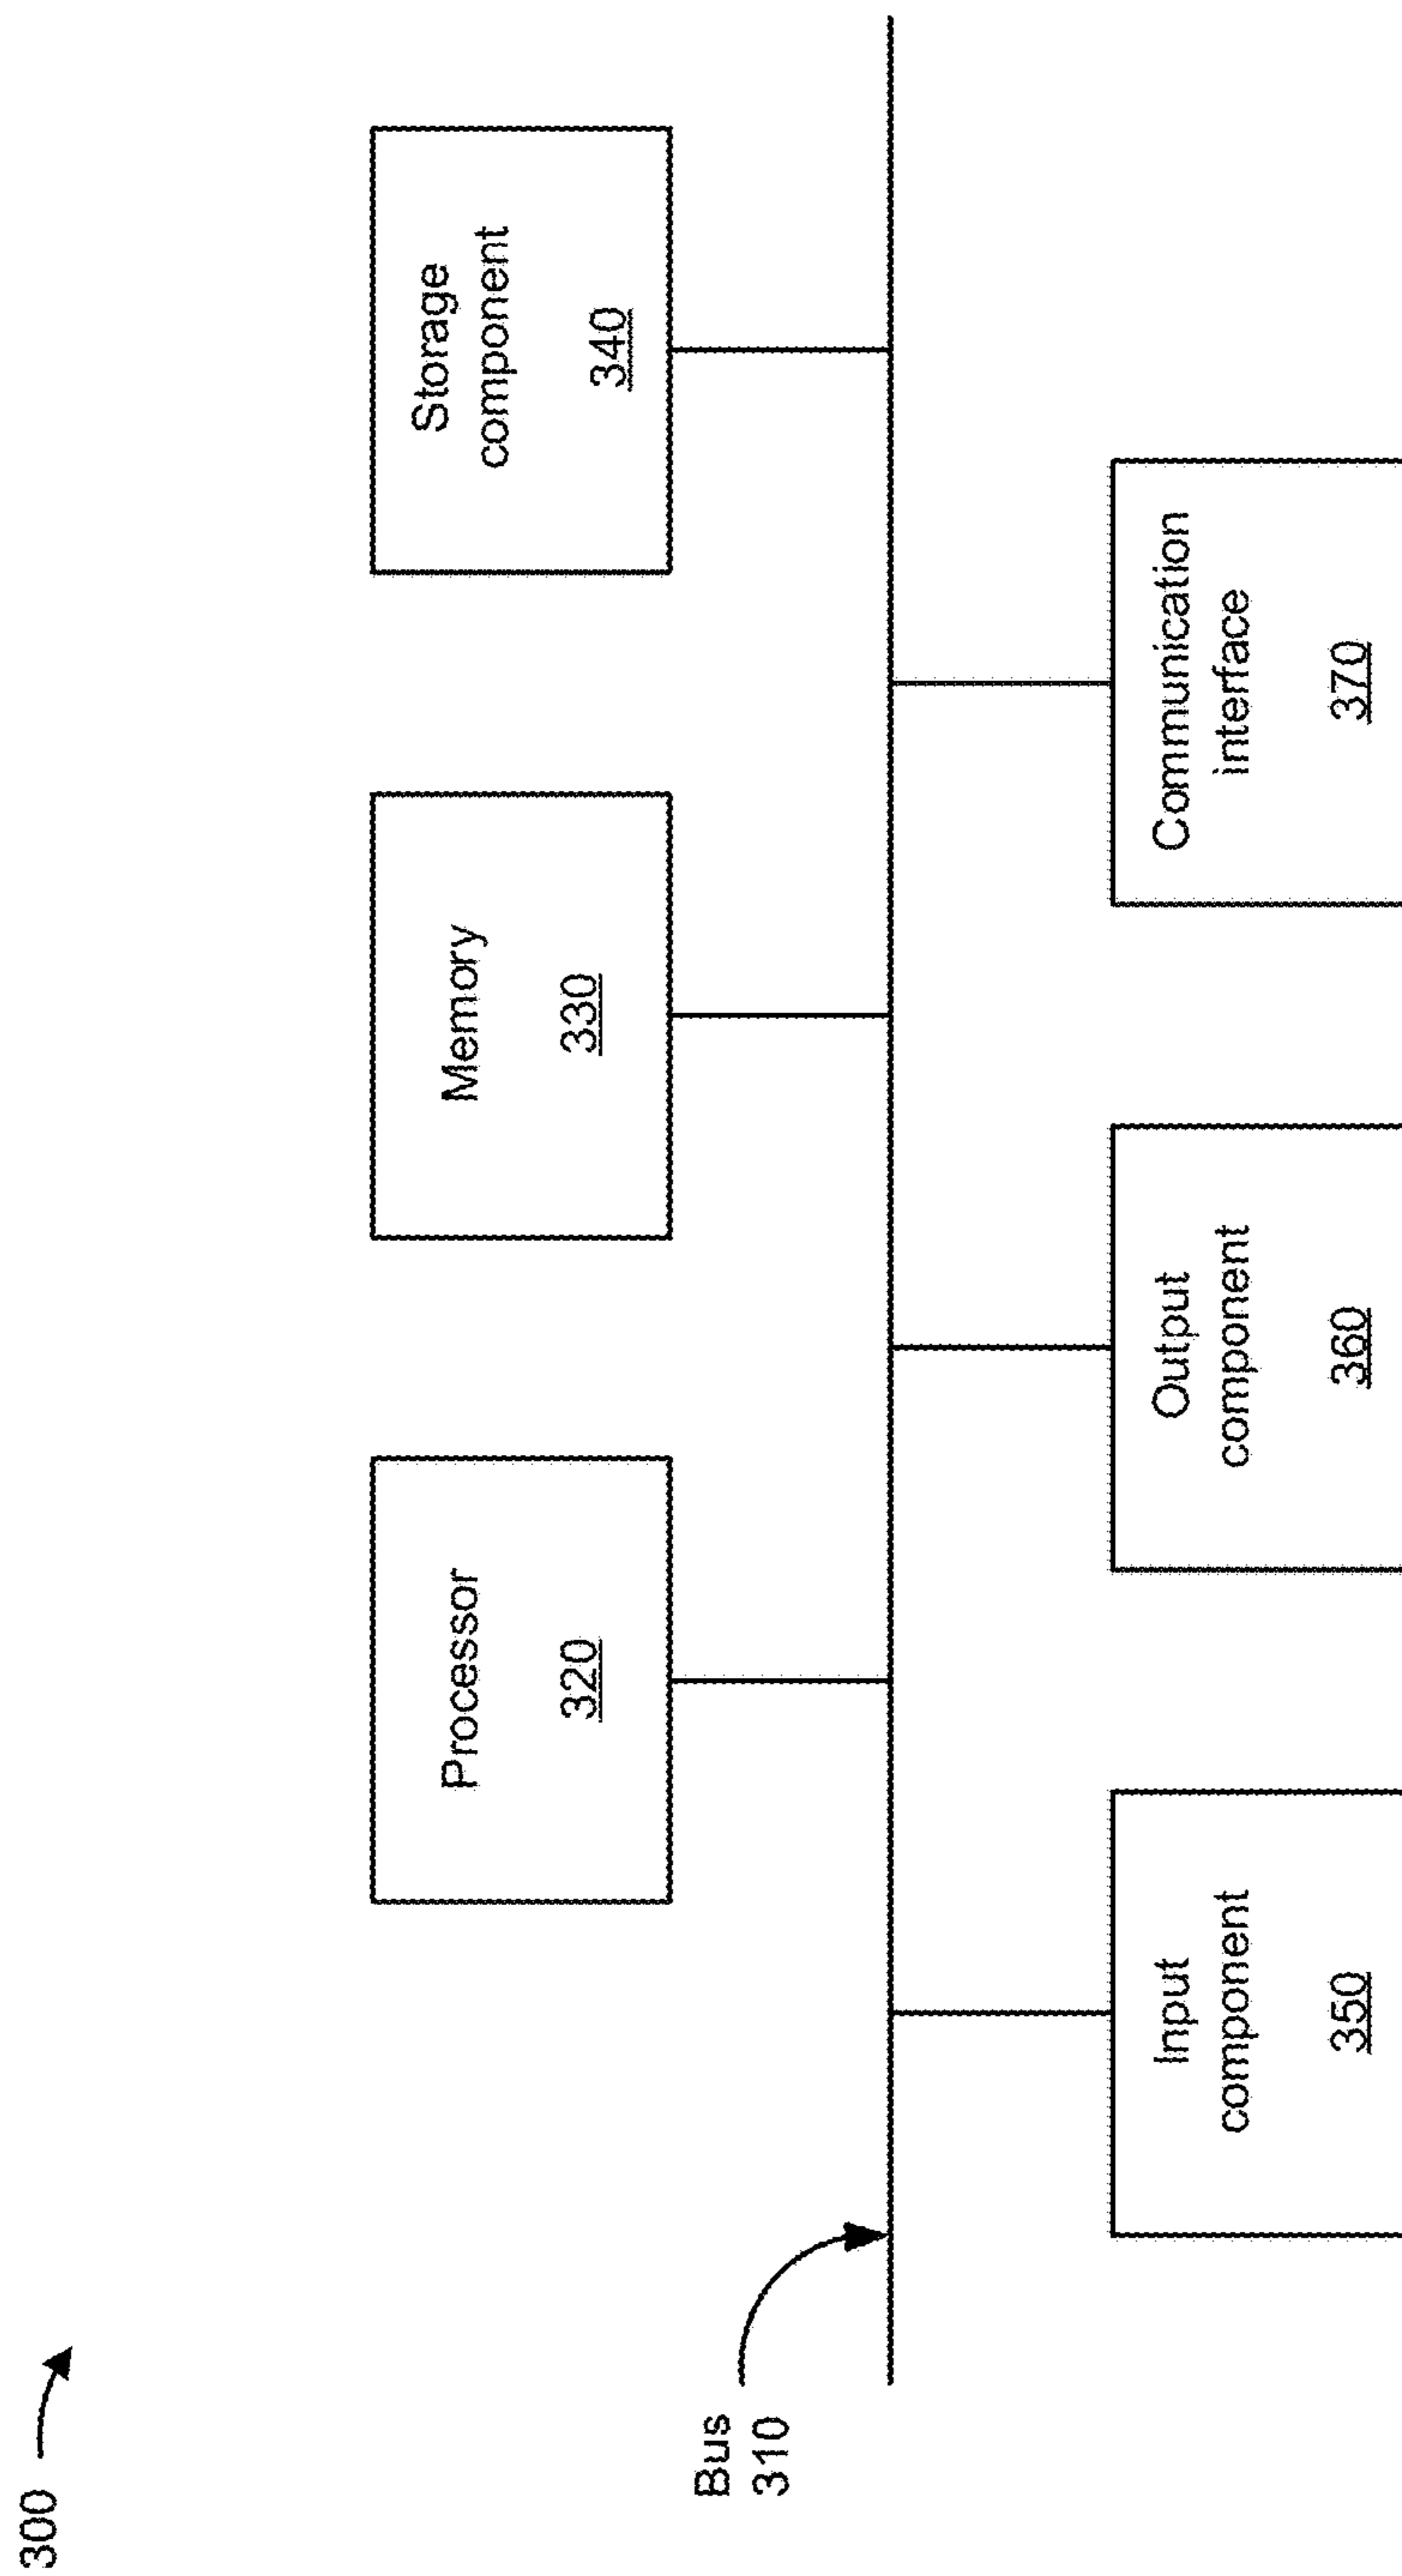 300
Processor
320
Memory
330
Storage
component
340
Bus
310
Input
component
350
Output
component
360
Communication
interface
370